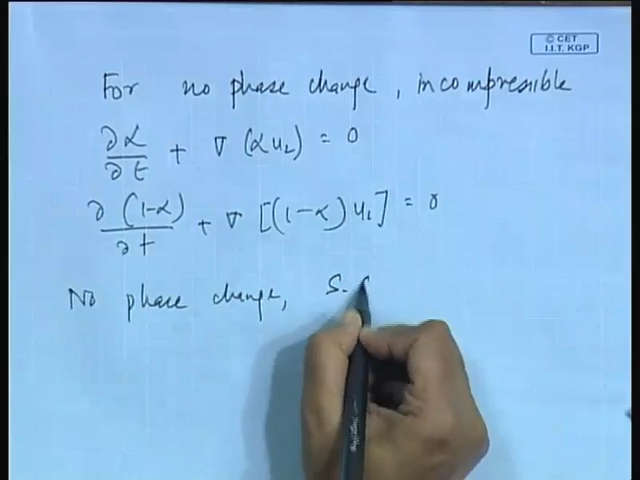 © CET
I.I.T. KGP
For no phase change, incompressible
∂α/∂t + ∇ (αu₂) = 0
∂(1-α)/∂t + ∇ [(1-α) u₁] = 0
No phase change, S.